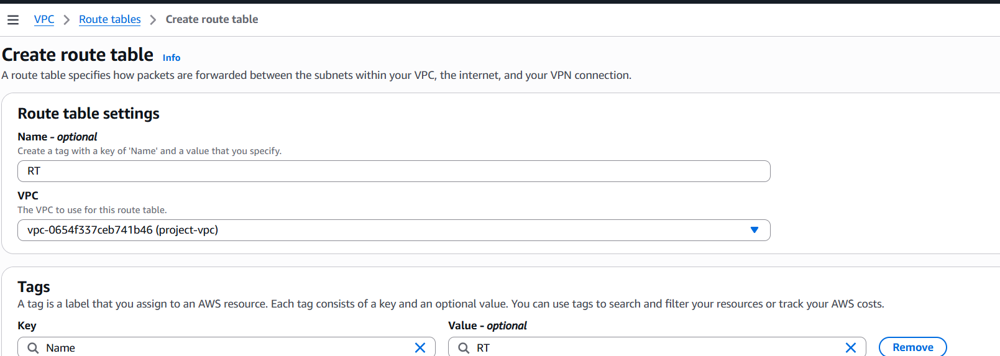 VPC > Route tables > Create route table
Create route table Info
A route table specifies how packets are forwarded between the subnets within your VPC, the internet, and your VPN connection.
Route table settings
Name - optional
Create a tag with a key of 'Name' and a value that you specify.
RT
VPC
The VPC to use for this route table.
vpc-0654f337ceb741b46 (project-vpc)
Tags
A tag is a label that you assign to an AWS resource. Each tag consists of a key and an optional value. You can use tags to search and filter your resources or track your AWS costs.
Key Value - optional
Name RT Remove